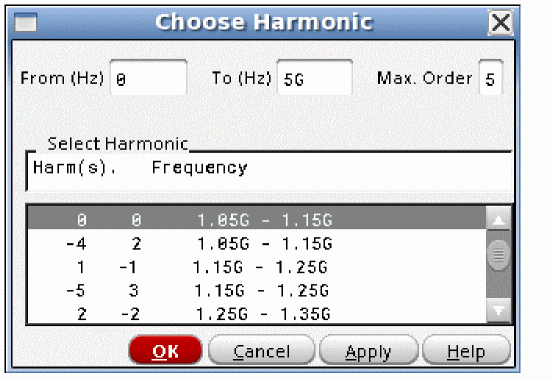 Choose Harmonic
From (Hz) 0 To (Hz) 5G Max. Order 5
Select Harmonic
Harm(s). Frequency
0 0 1.05G - 1.15G
-4 2 1.05G - 1.15G
1 -1 1.15G - 1.25G
-5 3 1.15G - 1.25G
2 -2 1.25G - 1.35G
OK Cancel Apply Help